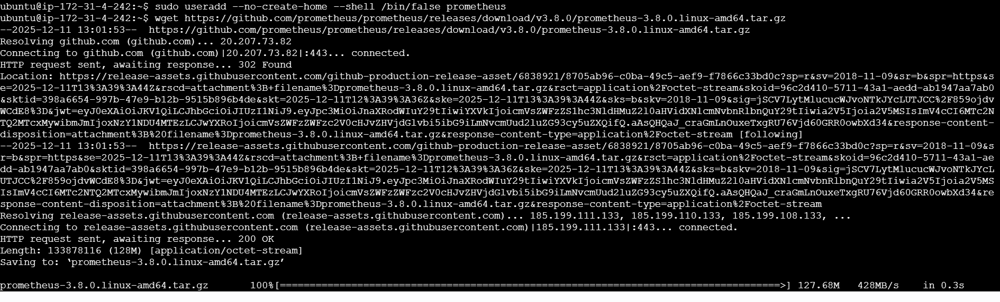 ubuntu@ip-172-31-4-242:~$ sudo useradd --no-create-home --shell /bin/false prometheus
ubuntu@ip-172-31-4-242:~$ wget https://github.com/prometheus/prometheus/releases/download/v3.8.0/prometheus-3.8.0.linux-amd64.tar.gz
--2025-12-11 13:01:53--  https://github.com/prometheus/prometheus/releases/download/v3.8.0/prometheus-3.8.0.linux-amd64.tar.gz
Resolving github.com (github.com)... 20.207.73.82
Connecting to github.com (github.com)|20.207.73.82|:443... connected.
HTTP request sent, awaiting response... 302 Found
Location: https://release-assets.githubusercontent.com/github-production-release-asset/6838921/8705ab96-c0ba-49c5-aef9-f7866c33bd0c?sp=r&sv=2018-11-09&sr=b&spr=https&s
e=2025-12-11T13%3A39%3A44Z&rscd=attachment%3B+filename%3Dprometheus-3.8.0.linux-amd64.tar.gz&rsct=application%2Foctet-stream&skoid=96c2d410-5711-43a1-aedd-ab1947aa7ab0
&sktid=398a6654-997b-47e9-b12b-9515b896b4de&skt=2025-12-11T12%3A39%3A36Z&ske=2025-12-11T13%3A39%3A44Z&sks=b&skv=2018-11-09&sig=jSCV7LytMlucucWJvoNTkJYcLUTJCC%2F859ojdv
WCdE8%3D&jwt=eyJ0eXAiOiJKV1QiLCJhbGciOiJIUzI1NiJ9.eyJpc3MiOiJnaXRodWIuY29tIiwiYXVkIjoicmVsZWFzZS1hc3NldHMuZ2l0aHVidXNlcmNvbnRlbnQuY29tIiwia2V5Ijoia2V5MSIsImV4cCI6MTc2N
TQ2MTcxMywibmJmIjoxNzY1NDU4MTEzLCJwYXRoIjoicmVsZWFzZWFzc2V0cHJvZHVjdGlvbi5ibG9iLmNvcmUud2luZG93cy5uZXQifQ.aAsQHQaJ_craGmLnOuxeTxgRU76Vjd60GRR0owbXd34&response-content-
disposition=attachment%3B%20filename%3Dprometheus-3.8.0.linux-amd64.tar.gz&response-content-type=application%2Foctet-stream [following]
--2025-12-11 13:01:53--  https://release-assets.githubusercontent.com/github-production-release-asset/6838921/8705ab96-c0ba-49c5-aef9-f7866c33bd0c?sp=r&sv=2018-11-09&s
r=b&spr=https&se=2025-12-11T13%3A39%3A44Z&rscd=attachment%3B+filename%3Dprometheus-3.8.0.linux-amd64.tar.gz&rsct=application%2Foctet-stream&skoid=96c2d410-5711-43a1-ae
dd-ab1947aa7ab0&sktid=398a6654-997b-47e9-b12b-9515b896b4de&skt=2025-12-11T12%3A39%3A36Z&ske=2025-12-11T13%3A39%3A44Z&sks=b&skv=2018-11-09&sig=jSCV7LytMlucucWJvoNTkJYcL
UTJCC%2F859ojdvWCdE8%3D&jwt=eyJ0eXAiOiJKV1QiLCJhbGciOiJIUzI1NiJ9.eyJpc3MiOiJnaXRodWIuY29tIiwiYXVkIjoicmVsZWFzZS1hc3NldHMuZ2l0aHVidXNlcmNvbnRlbnQuY29tIiwia2V5Ijoia2V5MS
IsImV4cCI6MTc2NTQ2MTcxMywibmJmIjoxNzY1NDU4MTEzLCJwYXRoIjoicmVsZWFzZWFzc2V0cHJvZHVjdGlvbi5ibG9iLmNvcmUud2luZG93cy5uZXQifQ.aAsQHQaJ_craGmLnOuxeTxgRU76Vjd60GRR0owbXd34&re
sponse-content-disposition=attachment%3B%20filename%3Dprometheus-3.8.0.linux-amd64.tar.gz&response-content-type=application%2Foctet-stream
Resolving release-assets.githubusercontent.com (release-assets.githubusercontent.com)... 185.199.111.133, 185.199.110.133, 185.199.108.133, ...
Connecting to release-assets.githubusercontent.com (release-assets.githubusercontent.com)|185.199.111.133|:443... connected.
HTTP request sent, awaiting response... 200 OK
Length: 133878116 (128M) [application/octet-stream]
Saving to: ‘prometheus-3.8.0.linux-amd64.tar.gz’
prometheus-3.8.0.linux-amd64.tar.gz       100%[====================================================================================>] 127.68M   428MB/s    in 0.3s